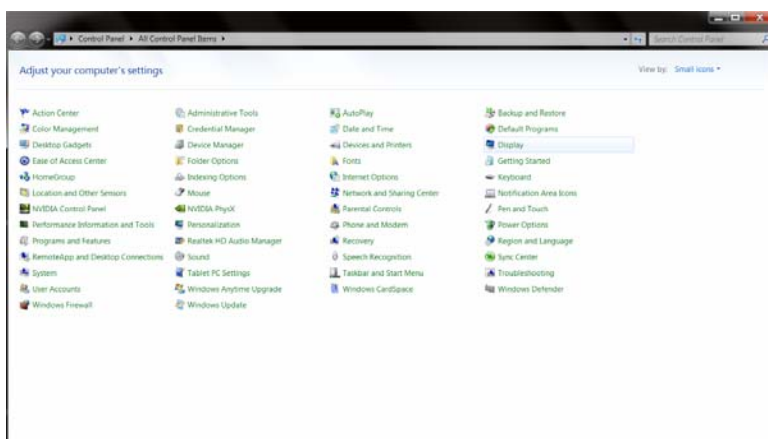 Control Panel All Control Panel Items Search Control Panel
Adjust your computer's settings View by: Small icons
Action Center Administrative Tools AutoPlay Backup and Restore
Color Management Credential Manager Date and Time Default Programs
Desktop Gadgets Device Manager Devices and Printers Display
Ease of Access Center Folder Options Fonts Getting Started
HomeGroup Indexing Options Internet Options Keyboard
Location and Other Sensors Mouse Network and Sharing Center Notification Area Icons
NVIDIA Control Panel NVIDIA PhysX Parental Controls Pen and Touch
Performance Information and Tools Personalization Phone and Modem Power Options
Programs and Features Realtek HD Audio Manager Recovery Region and Language
RemoteApp and Desktop Connections Sound Speech Recognition Sync Center
System Tablet PC Settings Taskbar and Start Menu Troubleshooting
User Accounts Windows Anytime Upgrade Windows CardSpace Windows Defender
Windows Firewall Windows Update